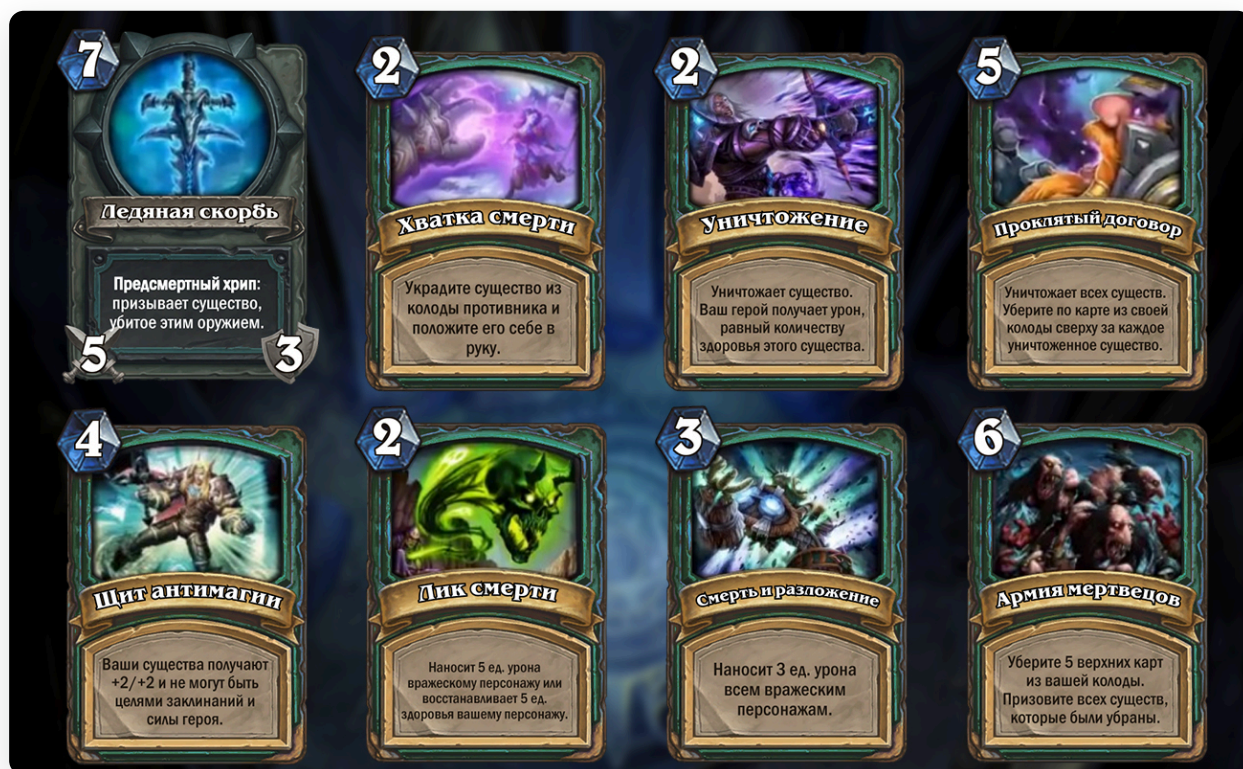 7
Ледяная скорбь
Предсмертный хрип:
призывает существо,
убитое этим оружием.
5
3
2
Хватка смерти
Украдите существо из
колоды противника и
положите его себе в
руку.
2
Уничтожение
Уничтожает существо.
Ваш герой получает урон,
равный количеству
здоровья этого существа.
5
Проклятый договор
Уничтожает всех существ.
Уберите по карте из своей
колоды сверху за каждое
уничтоженное существо.
4
Щит антимагии
Ваши существа получают
+2/+2 и не могут быть
целями заклинаний и
силы героя.
2
Лик смерти
Наносит 5 ед. урона
вражескому персонажу или
восстанавливает 5 ед.
здоровья вашему персонажу.
3
Смерть и разложение
Наносит 3 ед. урона
всем вражеским
персонажам.
6
Армия мертвецов
Уберите 5 верхних карт
из вашей колоды.
Призовите всех существ,
которые были убраны.